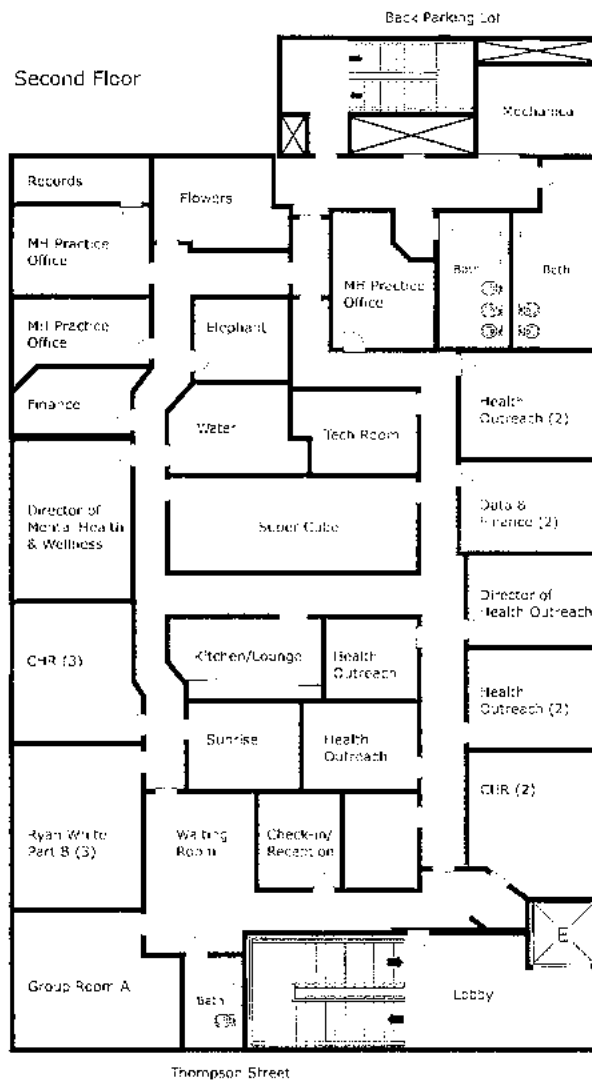 Back Parking Lot
Second Floor
Mechanical
Records
Flowers
MH Practice
Office
MH Practice
Office
Bath
Bath
MH Practice
Office
Elephant
Finance
Water
Tech Room
Health
Outreach (2)
Director of
Mental Health
& Wellness
Super Cube
Data &
Finance (2)
Director of
Health Outreach
CHR (3)
Kitchen/Lounge
Health
Outreach
Health
Outreach (2)
Sunrise
Health
Outreach
CHR (2)
Ryan White
Part B (3)
Waiting
Room
Check-in/
Reception
E
Group Room A
Bath
Lobby
Thompson Street